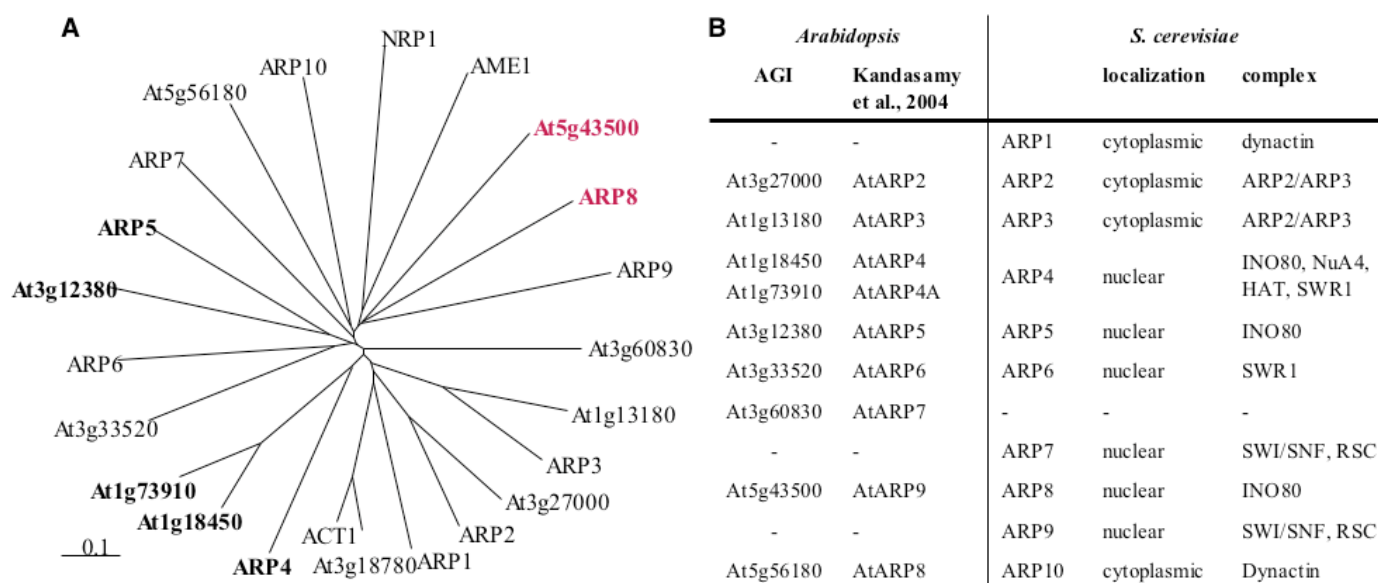 A
NRP1
ARP10
AME1
At5g56180
At5g43500
ARP7
ARP8
ARP5
ARP9
At3g12380
At3g60830
ARP6
At1g13180
At3g33520
ARP3
At1g73910
At3g27000
At1g18450
ACT1
ARP2
0.1
ARP4
At3g18780
ARP1
B
Arabidopsis S. cerevisiae
AGI Kandasamy localization complex
et al., 2004
- - ARP1 cytoplasmic dynactin
At3g27000 AtARP2 ARP2 cytoplasmic ARP2/ARP3
At1g13180 AtARP3 ARP3 cytoplasmic ARP2/ARP3
At1g18450 AtARP4 ARP4 nuclear INO80, NuA4,
At1g73910 AtARP4A HAT, SWR1
At3g12380 AtARP5 ARP5 nuclear INO80
At3g33520 AtARP6 ARP6 nuclear SWR1
At3g60830 AtARP7 - - -
- - ARP7 nuclear SWI/SNF, RSC
At5g43500 AtARP9 ARP8 nuclear INO80
- - ARP9 nuclear SWI/SNF, RSC
At5g56180 AtARP8 ARP10 cytoplasmic Dynactin